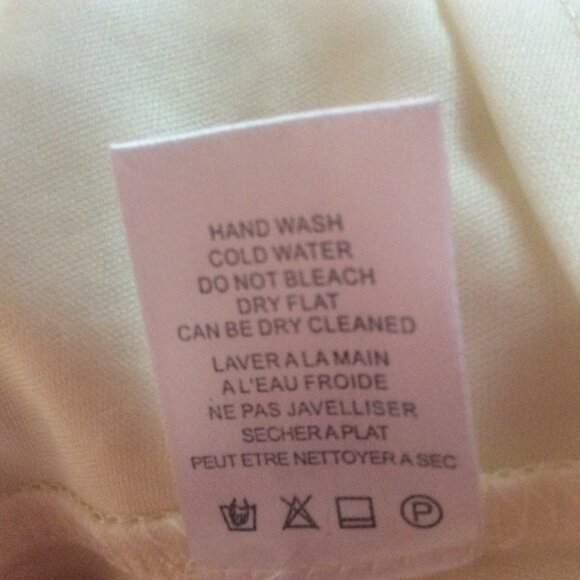 HAND WASH
COLD WATER
DO NOT BLEACH
DRY FLAT
CAN BE DRY CLEANED
LAVER A LA MAIN
A L'EAU FROIDE
NE PAS JAVELLISER
SECHER A PLAT
PEUT ETRE NETTOYER A SEC
P